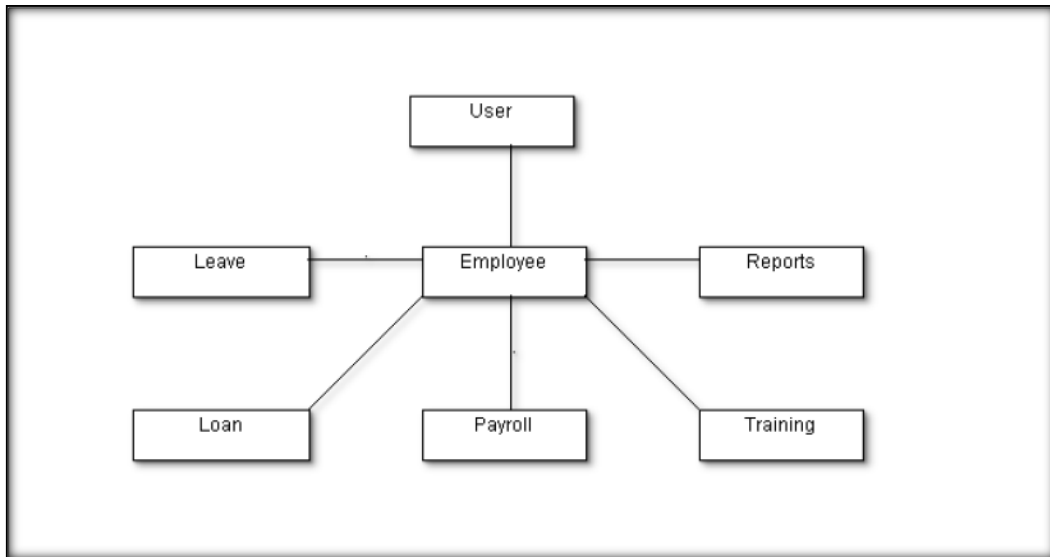 User
Leave
Employee
Reports
Loan
Payroll
Training